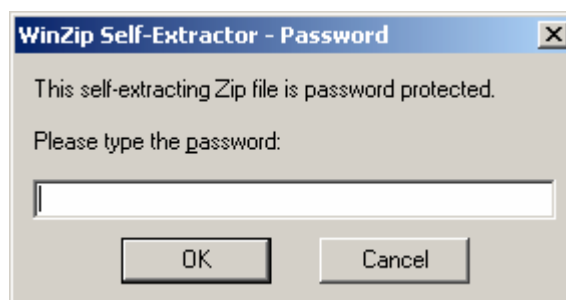 WinZip Self-Extractor - Password
This self-extracting Zip file is password protected.
Please type the password:
OK
Cancel